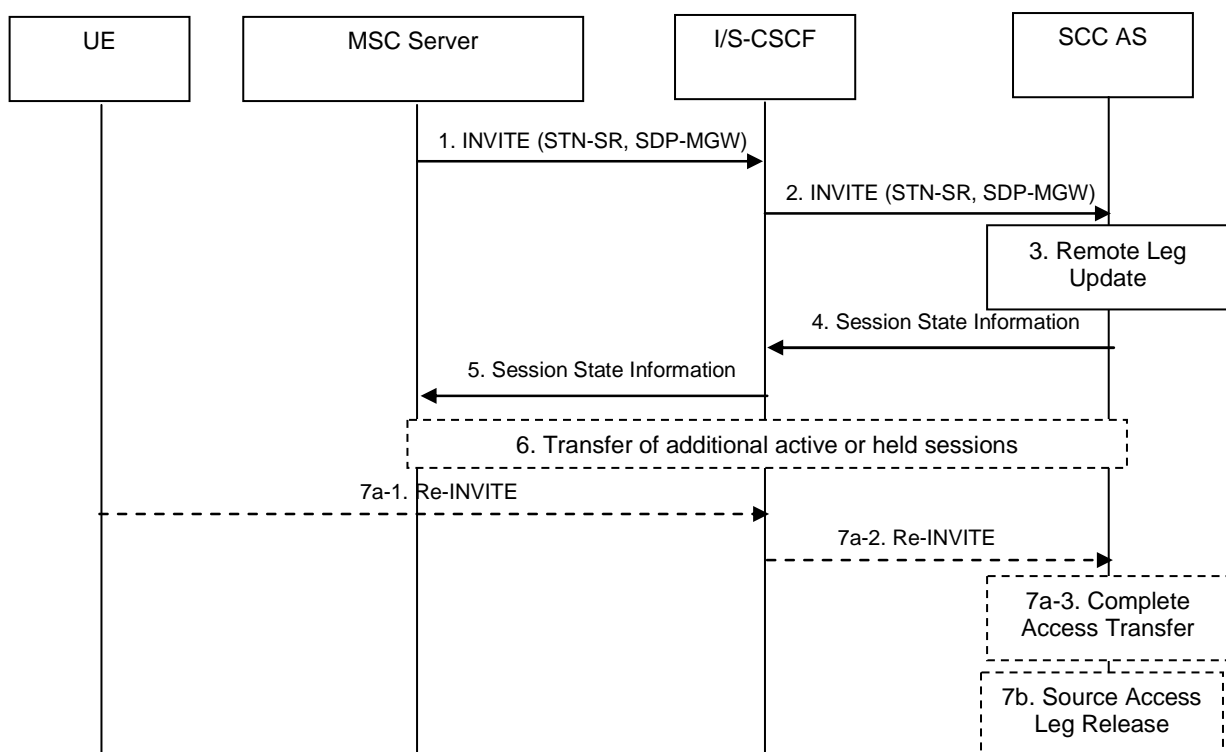 UE
MSC Server
I/S-CSCF
SCC AS
1. INVITE (STN-SR, SDP-MGW)
2. INVITE (STN-SR, SDP-MGW)
3. Remote Leg
Update
4. Session State Information
5. Session State Information
6. Transfer of additional active or held sessions
7a-1. Re-INVITE
7a-2. Re-INVITE
7a-3. Complete
Access Transfer
7b. Source Access
Leg Release